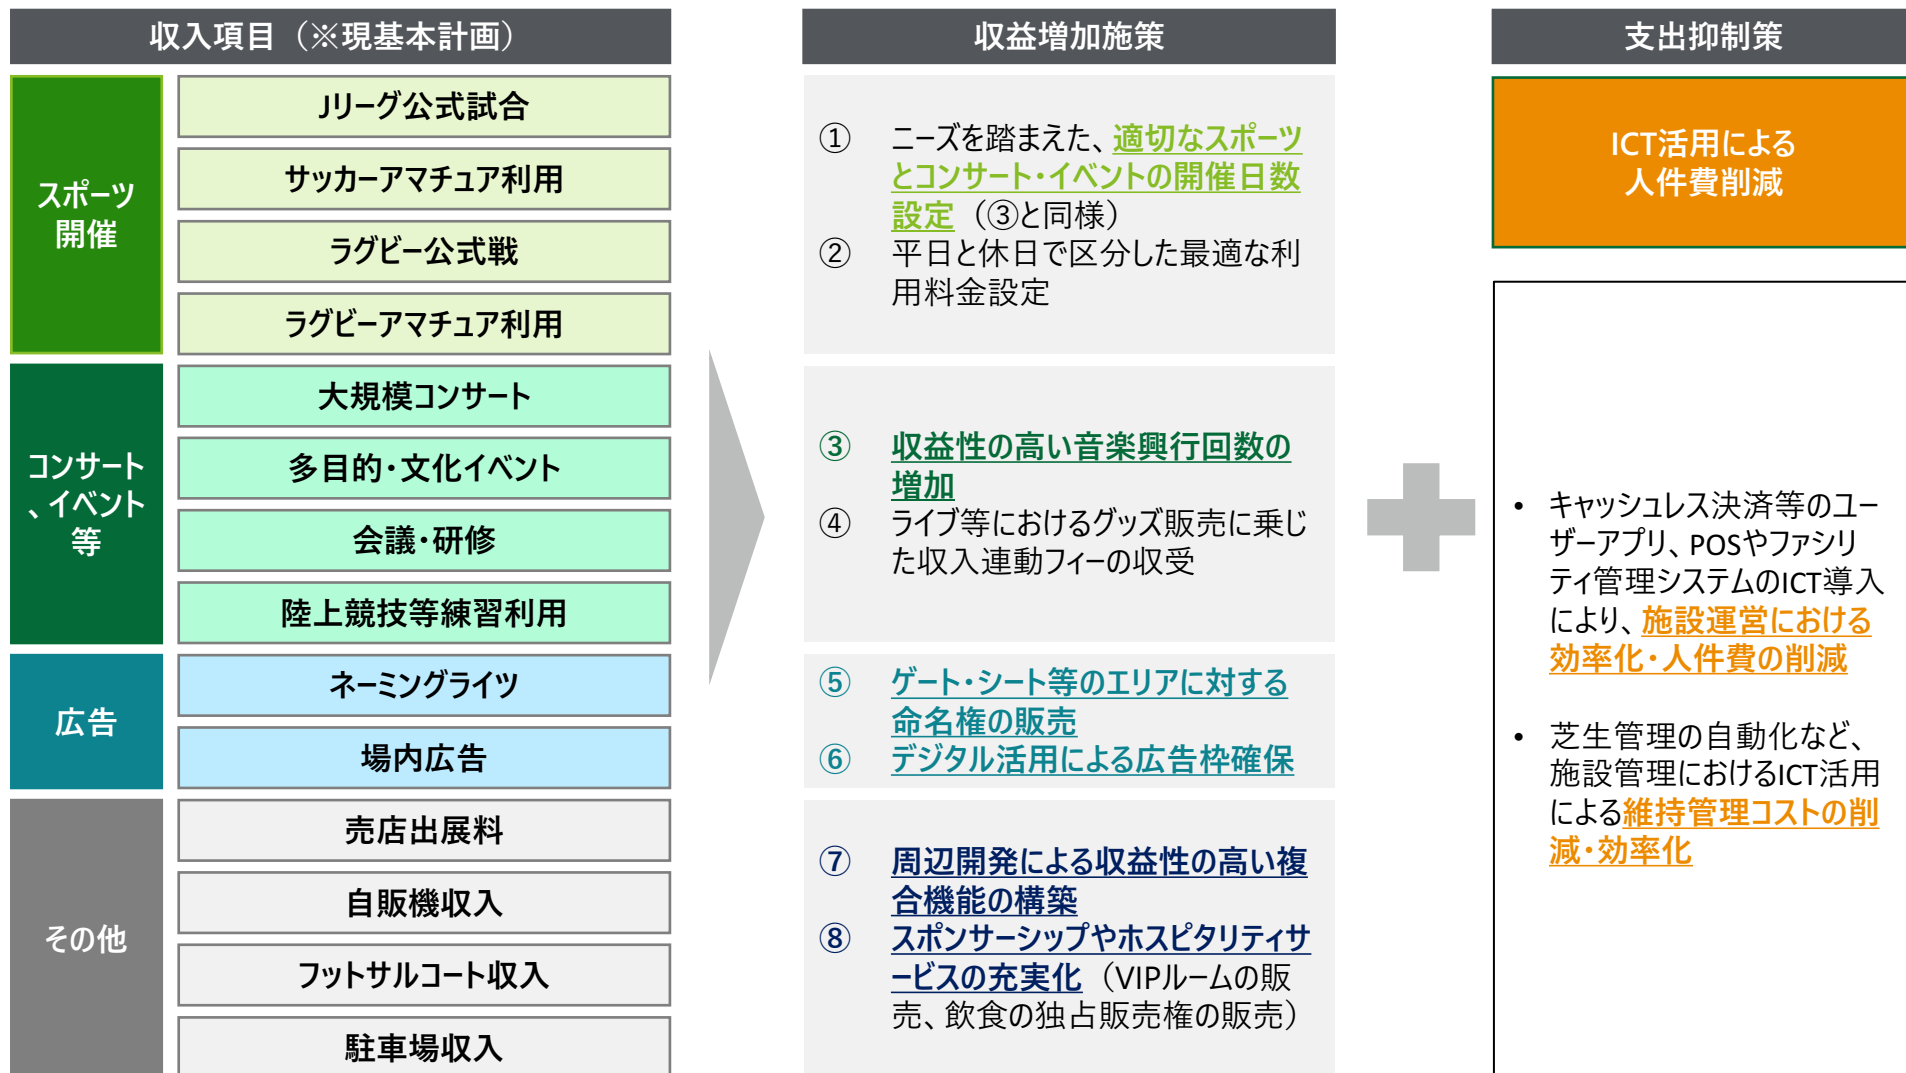 収入項目（※現基本計画）
スポーツ
開催
Jリーグ公式試合
サッカーアマチュア利用
ラグビー公式戦
ラグビーアマチュア利用
コンサート
、イベント
等
大規模コンサート
多目的・文化イベント
会議・研修
陸上競技等練習利用
広告
ネーミングライツ
場内広告
その他
売店出展料
自販機収入
フットサルコート収入
駐車場収入
収益増加施策
① ニーズを踏まえた、適切なスポーツ
とコンサート・イベントの開催日数
設定（③と同様）
② 平日と休日で区分した最適な利
用料金設定
③ 収益性の高い音楽興行回数の
増加
④ ライブ等におけるグッズ販売に乗じ
た収入連動フィーの収受
⑤ ゲート・シート等のエリアに対する
命名権の販売
⑥ デジタル活用による広告枠確保
⑦ 周辺開発による収益性の高い複
合機能の構築
⑧ スポンサーシップやホスピタリティサ
ービスの充実化（VIPルームの販
売、飲食の独占販売権の販売）
支出抑制策
ICT活用による
人件費削減
• キャッシュレス決済等のユー
ザーアプリ、POSやファシリ
ティ管理システムのICT導入
により、施設運営における
効率化・人件費の削減
• 芝生管理の自動化など、
施設管理におけるICT活用
による維持管理コストの削
減・効率化